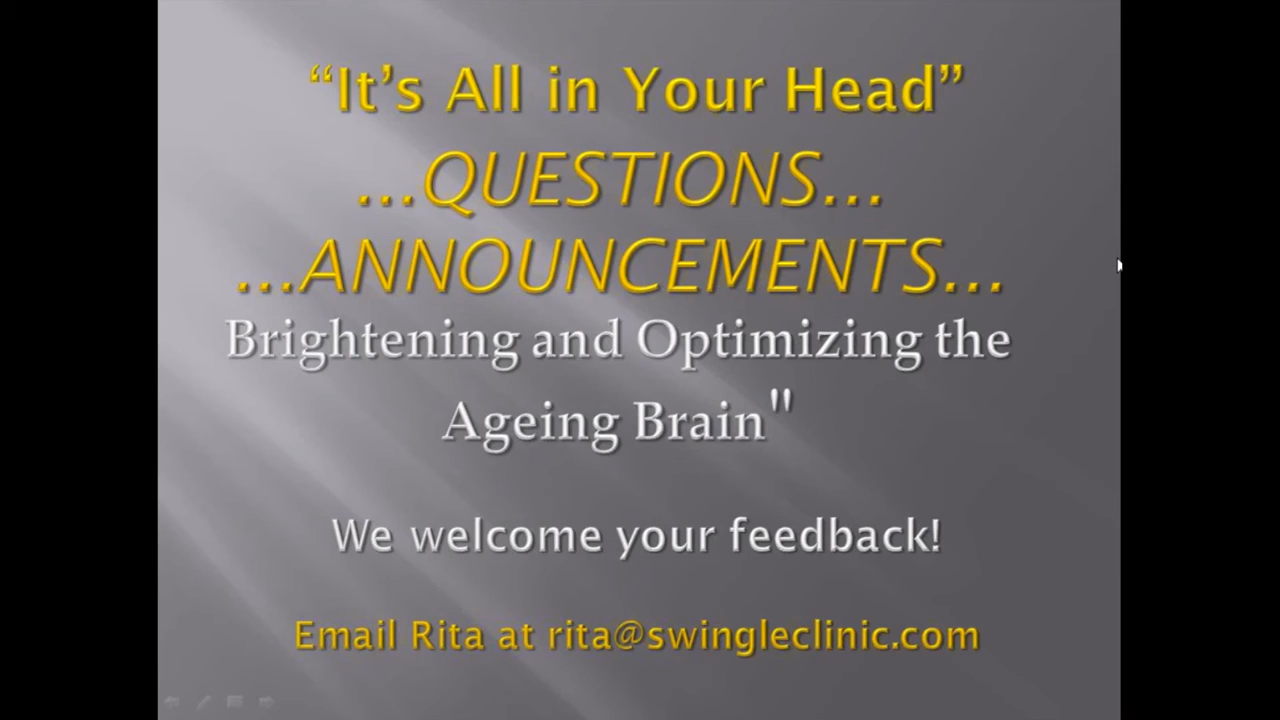 “It’s All in Your Head”
…QUESTIONS…
…ANNOUNCEMENTS…
Brightening and Optimizing the
Ageing Brain"
We welcome your feedback!
Email Rita at rita@swingleclinic.com